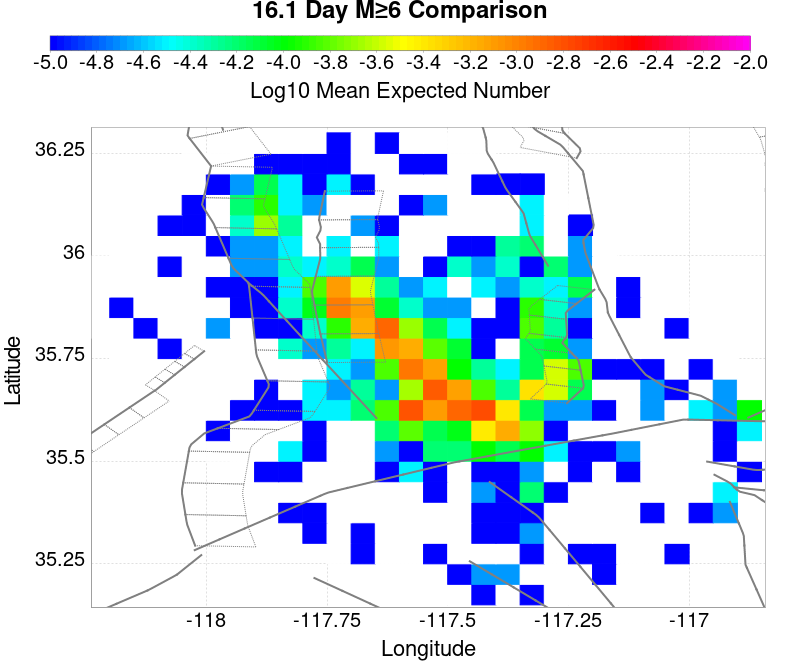 16.1 Day M≥6 Comparison
-5.0 -4.8 -4.6 -4.4 -4.2 -4.0 -3.8 -3.6 -3.4 -3.2 -3.0 -2.8 -2.6 -2.4 -2.2 -2.0
Log10 Mean Expected Number
36.25
36
35.75
35.5
35.25
Latitude
-118 -117.75 -117.5 -117.25 -117
Longitude